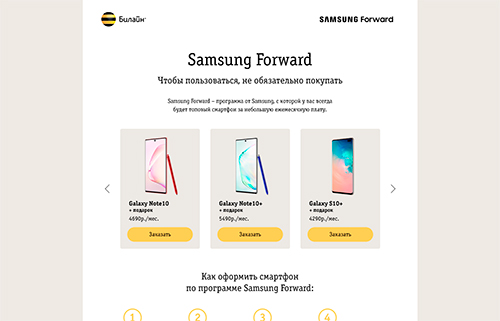 Билайн
SAMSUNG Forward
Samsung Forward
Чтобы пользоваться, не обязательно покупать
Samsung Forward – программа от Samsung, с которой у вас всегда
будет топовый смартфон за небольшую ежемесячную плату.
Galaxy Note10
+ подарок
4690р./мес.
Заказать
Galaxy Note10+
+ подарок
5490р./мес.
Заказать
Galaxy S10+
+ подарок
4290р./мес.
Заказать
Как оформить смартфон
по программе Samsung Forward:
1 2 3 4